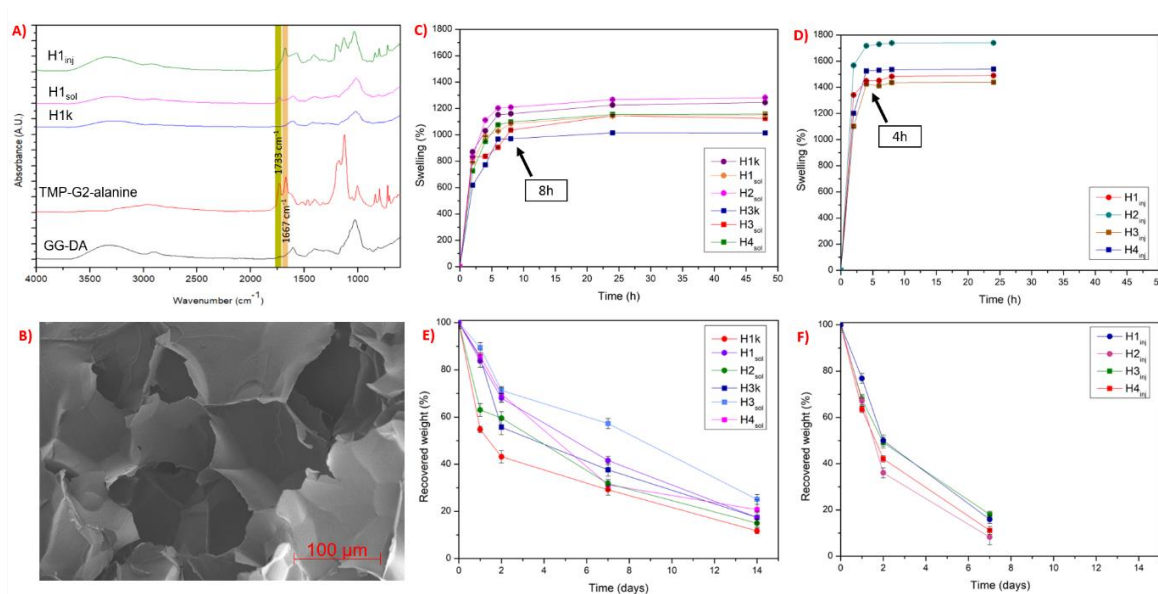 A)
H1inj
H1sol
H1k
TMP-G2-alanine
GG-DA
1733 cm-1
1667 cm-1
Absorbance (A.U)
4000 3500 3000 2500 2000 1500 1000
Wavenumber (cm-1)
B)
100 µm
C)
Swelling (%)
1800
1600
1400
1200
1000
800
600
400
200
0
8h
H1k
H1sol
H2sol
H3k
H3sol
H4sol
0 5 10 15 20 25 30 35 40 45 50
Time (h)
D)
Swelling (%)
1800
1600
1400
1200
1000
800
600
400
200
0
4h
H1inj
H2inj
H3inj
H4inj
0 5 10 15 20 25 30 35 40 45
Time (h)
E)
Recovered weight (%)
100
80
60
40
20
0
H1k
H1sol
H2sol
H3k
H3sol
H4sol
0 2 4 6 8 10 12 14
Time (days)
F)
Recovered weight (%)
100
80
60
40
20
0
H1inj
H2inj
H3inj
H4inj
0 2 4 6 8 10 12 14
Time (days)